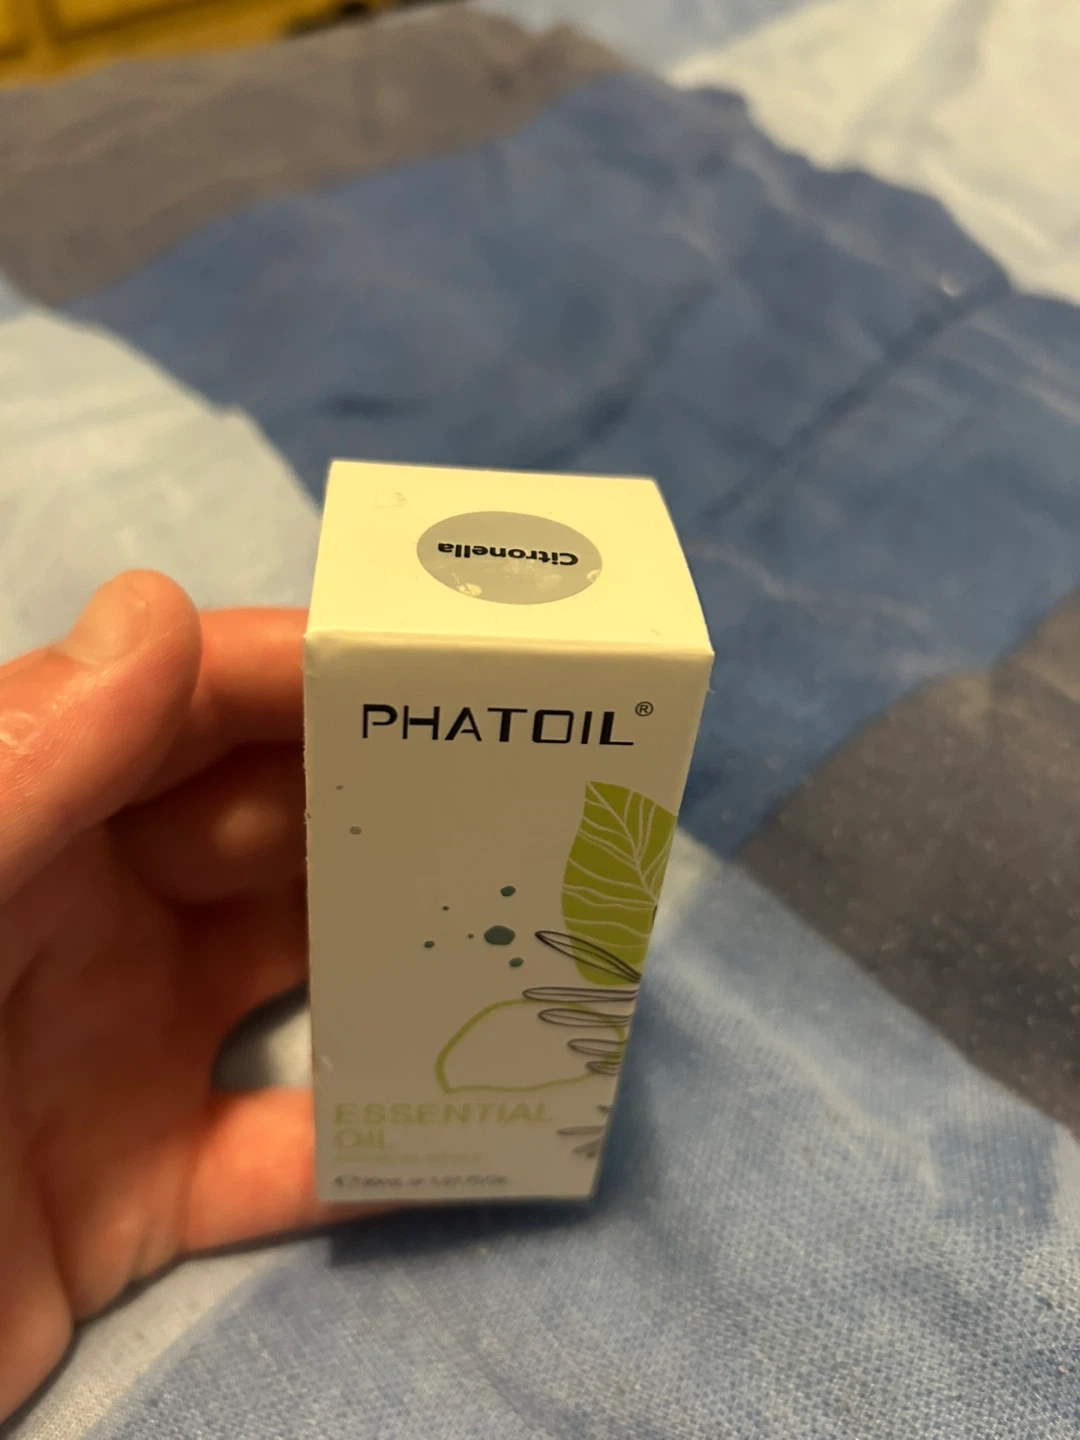 Citronella
PHATOIL®
ESSENTIAL
OIL